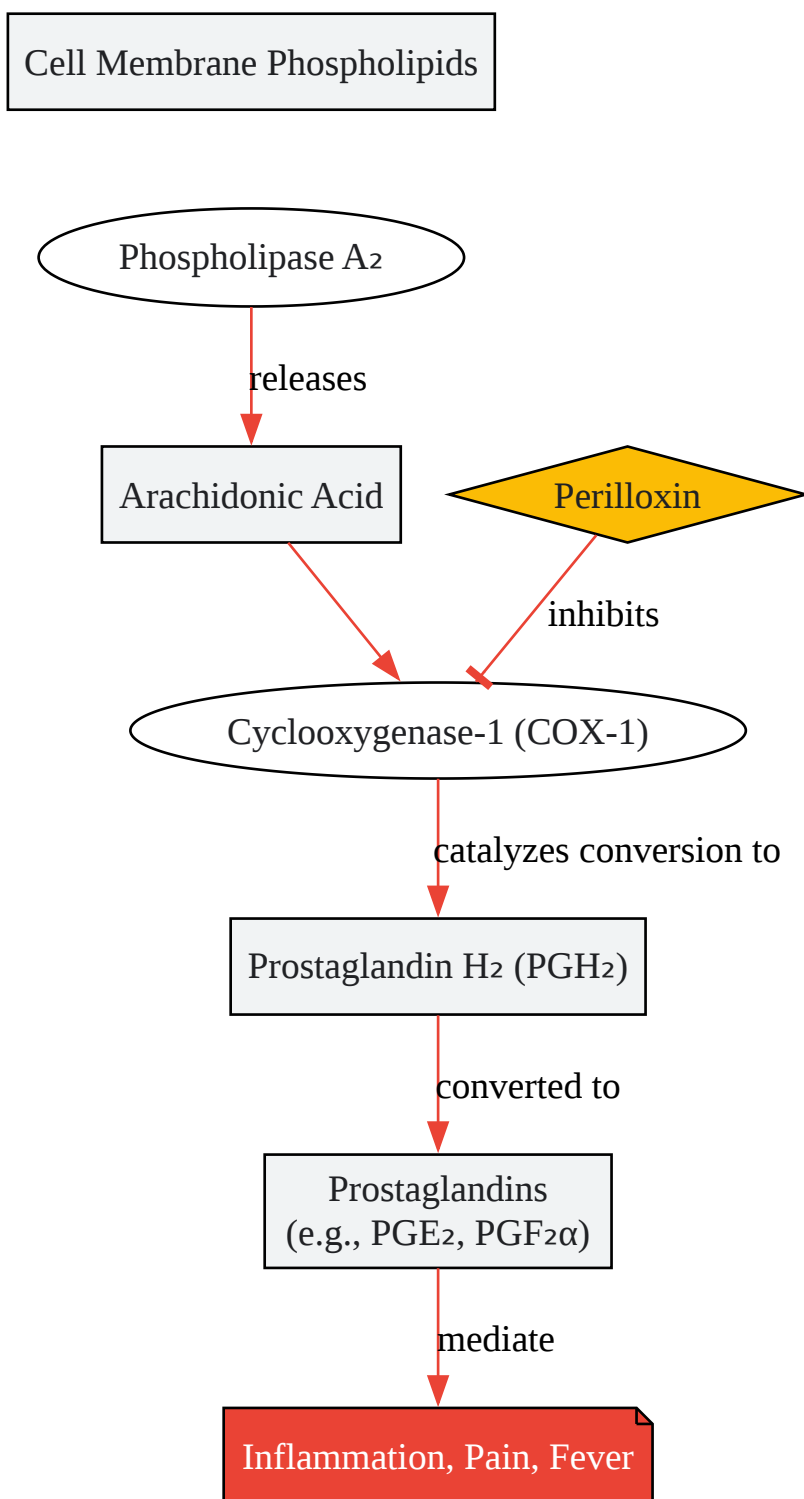 Cell Membrane Phospholipids
Phospholipase A₂
releases
Arachidonic Acid
Perilloxin
inhibits
Cyclooxygenase-1 (COX-1)
catalyzes conversion to
Prostaglandin H₂ (PGH₂)
converted to
Prostaglandins
(e.g., PGE₂, PGF₂α)
mediate
Inflammation, Pain, Fever